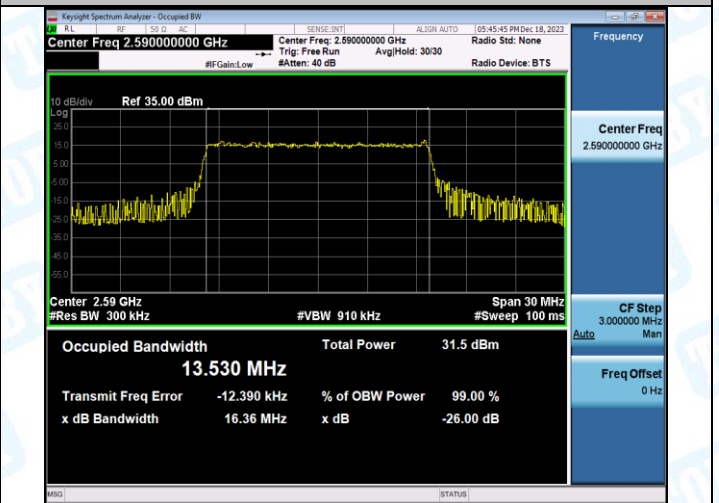 Keysight Spectrum Analyzer - Occupied BW
RL RF 50 Ω AC SENSE:INT ALIGN AUTO 05:45:45 PM Dec 18, 2023
Center Freq 2.590000000 GHz
Center Freq: 2.590000000 GHz
Radio Std: None
Trig: Free Run Avg|Hold: 30/30
#IFGain:Low
#Atten: 40 dB
Radio Device: BTS
Frequency
10 dB/div Ref 35.00 dBm
Log
25.0
15.0
5.00
-5.00
-15.0
-25.0
-35.0
-45.0
-55.0
Center 2.59 GHz
Span 30 MHz
#Res BW 300 kHz
#VBW 910 kHz
#Sweep 100 ms
Occupied Bandwidth
13.530 MHz
Total Power 31.5 dBm
Transmit Freq Error -12.390 kHz
% of OBW Power 99.00 %
x dB Bandwidth 16.36 MHz
x dB -26.00 dB
Center Freq
2.590000000 GHz
CF Step
3.000000 MHz
Auto Man
Freq Offset
0 Hz
MSG
STATUS